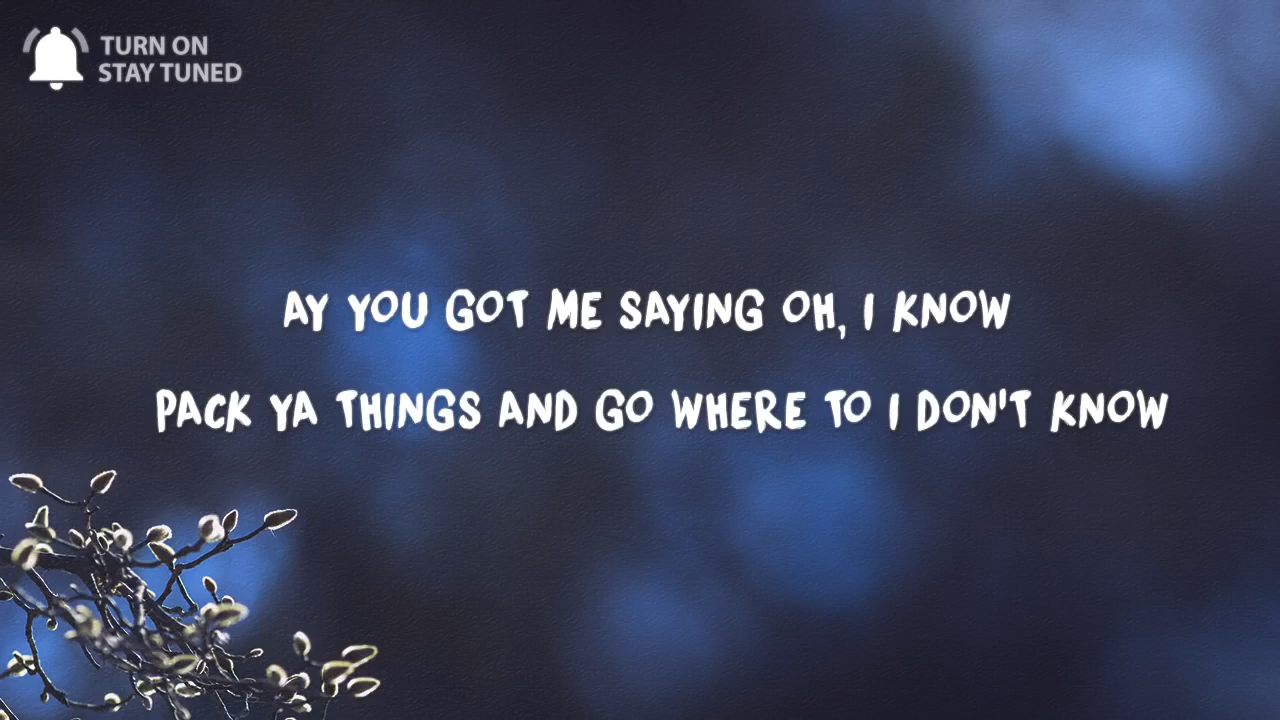 TURN ON
STAY TUNED
AY YOU GOT ME SAYING OH, I KNOW
PACK YA THINGS AND GO WHERE TO I DON'T KNOW